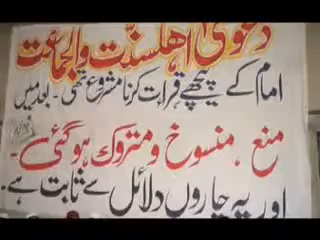 دعویٰ اھلسنّت والجماعت
امام کے پیچھے قرات کرنا مشروع تھی ۔ بعد میں
منع ، منسوخ و متروک ہوگئی ۔
اور یہ چاروں دلائل سے ثابت ہے ۔